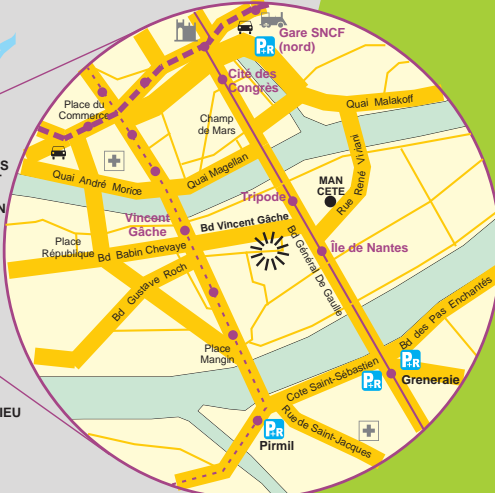 Gare SNCF
(nord)
P+R
Cité des
Congrès
Quai Malakoff
Place du
Commerce
Champ
de Mars
Quai André Morice
Quai Magellan
Rue René Viviani
MAN
CETE
Tripode
Vincent
Gâche
Bd Vincent Gâche
Place
République
Bd Babin Chevaye
Bd Général De Gaulle
Île de Nantes
Bd Gustave Roch
Place
Mangin
Bd des Pas Enchantés
P+R
P+R
Greneraie
Cote Saint-Sébastien
Rue de Saint-Jacques
P+R
Pirmil
S
N
IEU